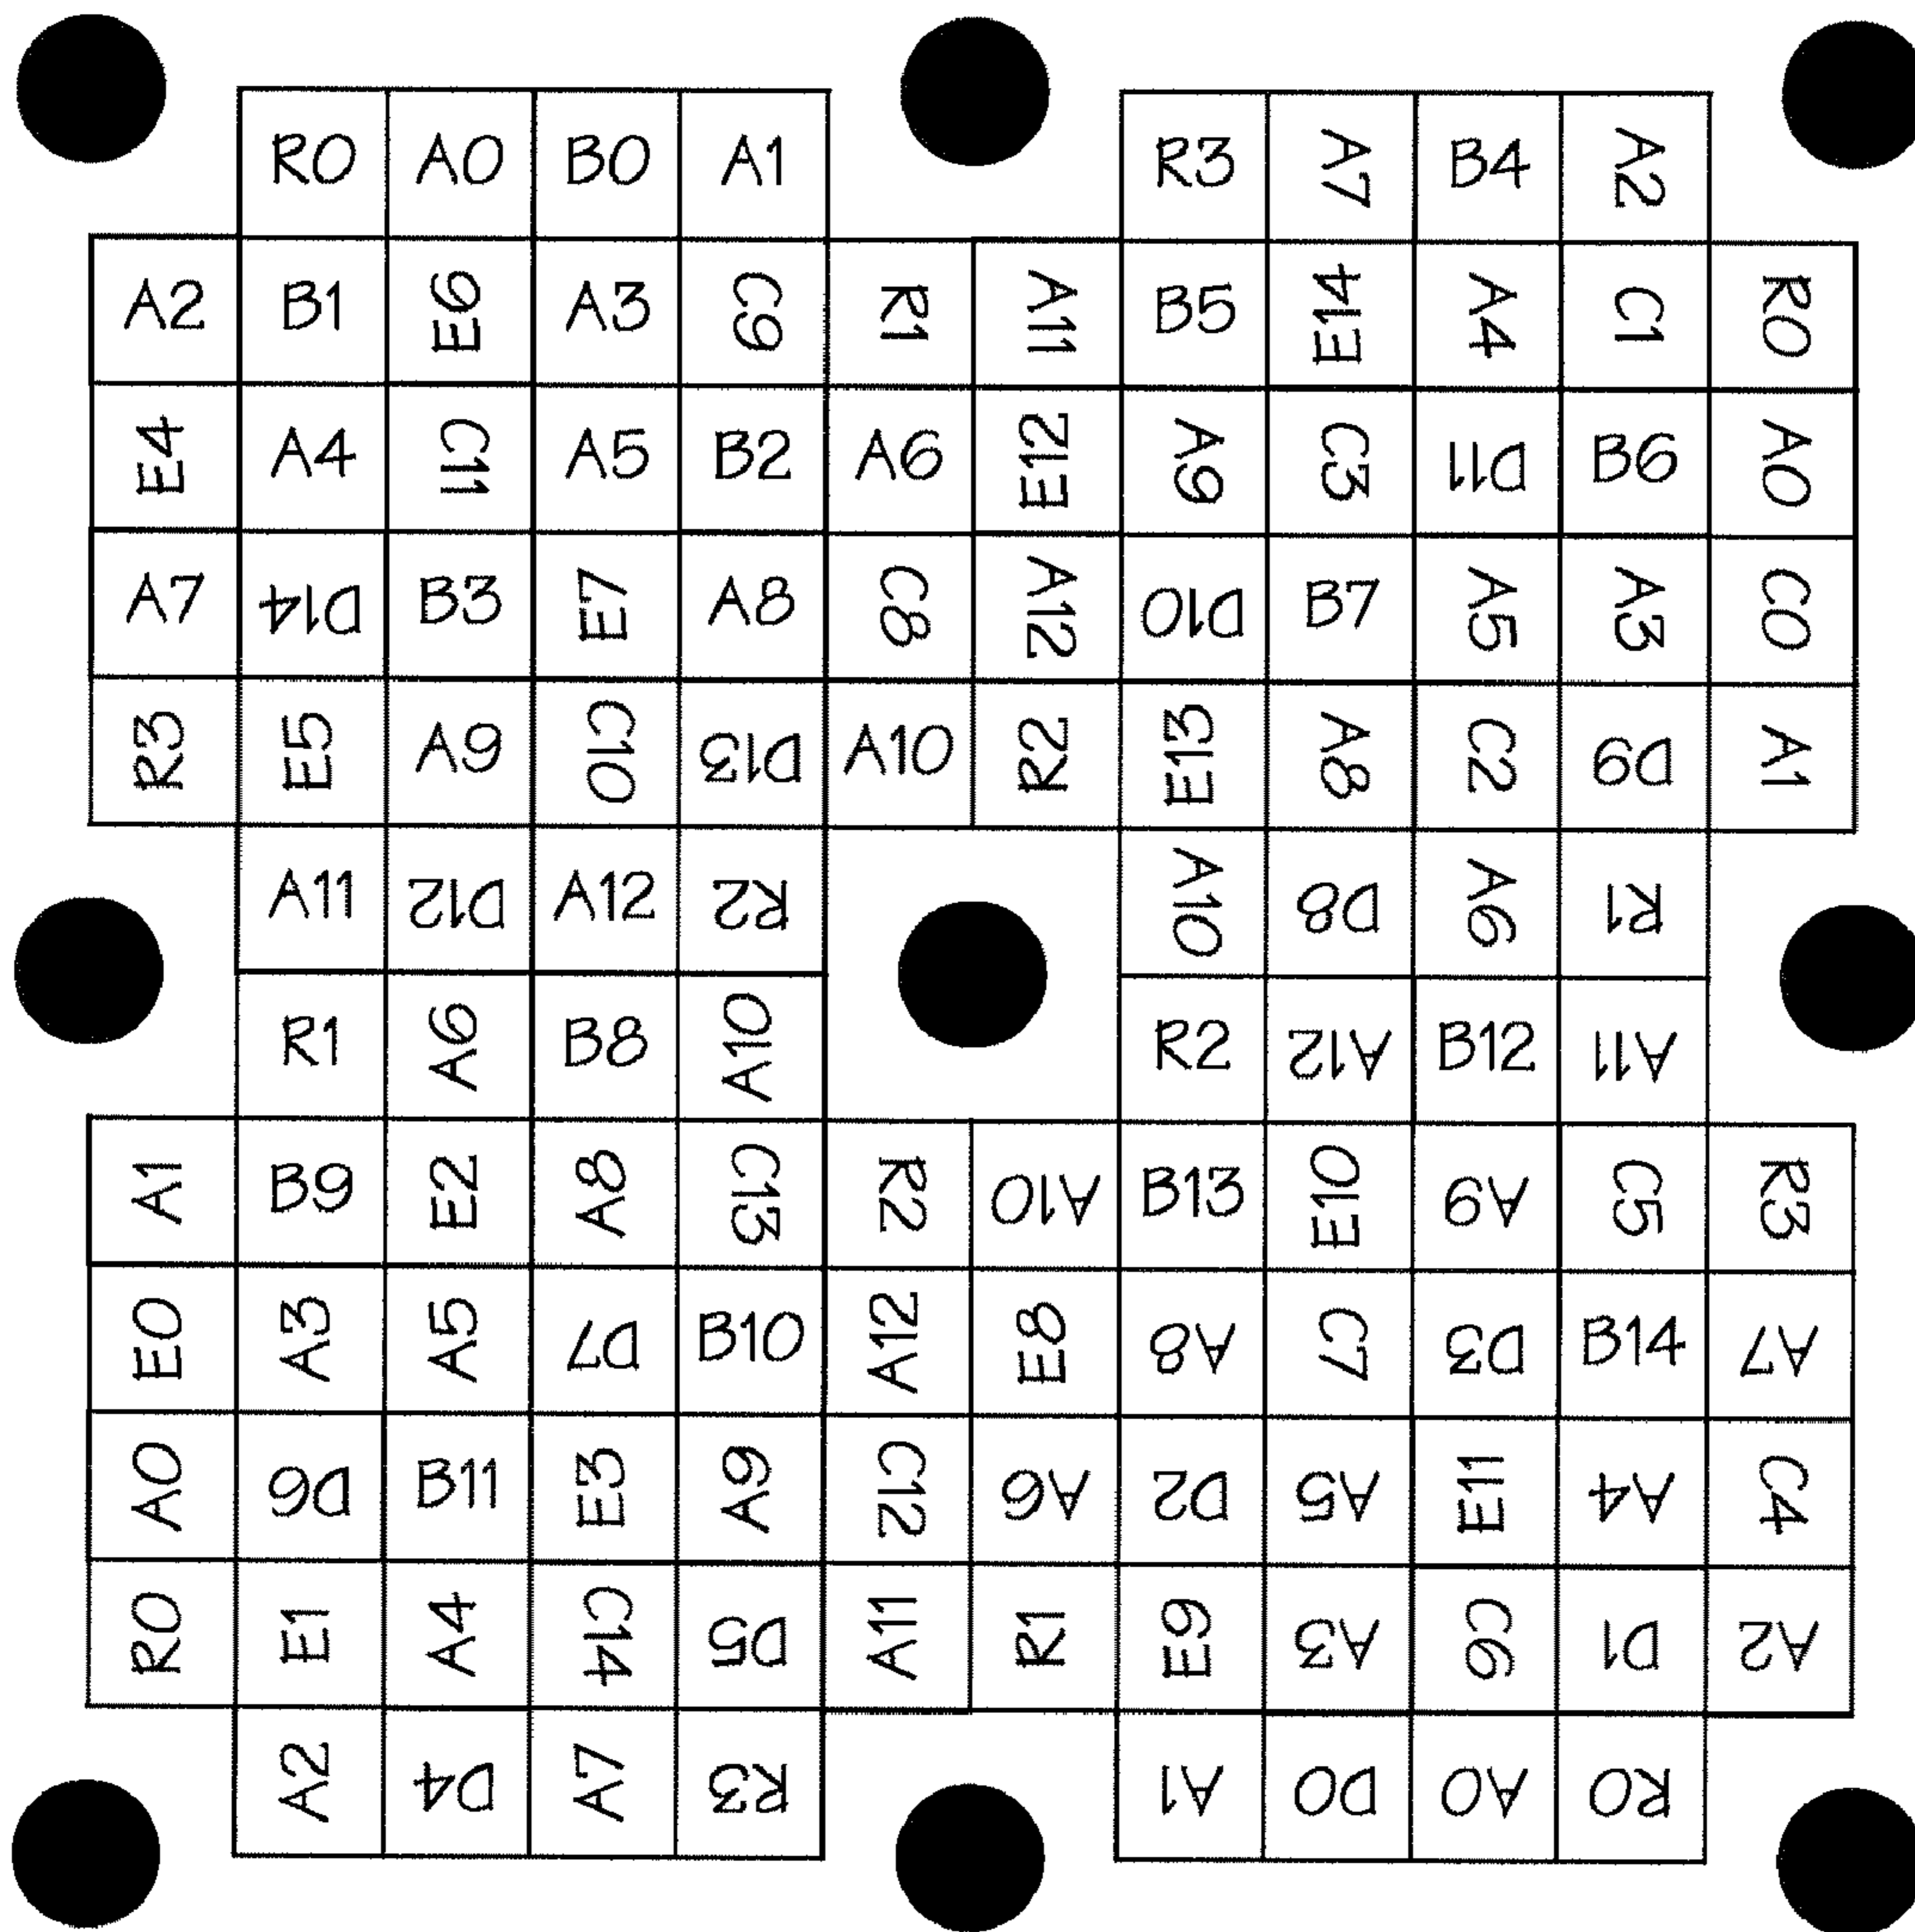 R0 A0 B0 A1 R3 A7 B4 A2
A2 B1 E6 A3 C9 R1 A11 B5 E14 A4 C1 R0
E4 A4 C11 A5 B2 A6 E12 A9 C3 D11 B6 A0
A7 D14 B3 E7 A8 C8 A12 D10 B7 A5 A3 C0
R3 E5 A9 C10 D13 A10 R2 E13 A8 C2 D9 A1
A11 D12 A12 R2 A10 D8 A6 R1
R1 A6 B8 A10 R2 A12 B12 A11
A1 B9 E2 A8 C13 R2 A10 B13 E10 A9 C5 R3
E0 A3 A5 D7 B10 A12 E8 A8 C7 D3 B14 A7
A0 D6 B11 E3 A9 C12 A6 D2 A5 E11 A4 C4
R0 E1 A4 C14 D5 A11 R1 E9 A3 C6 D1 A2
A2 D4 A7 R3 A1 D0 A0 R0